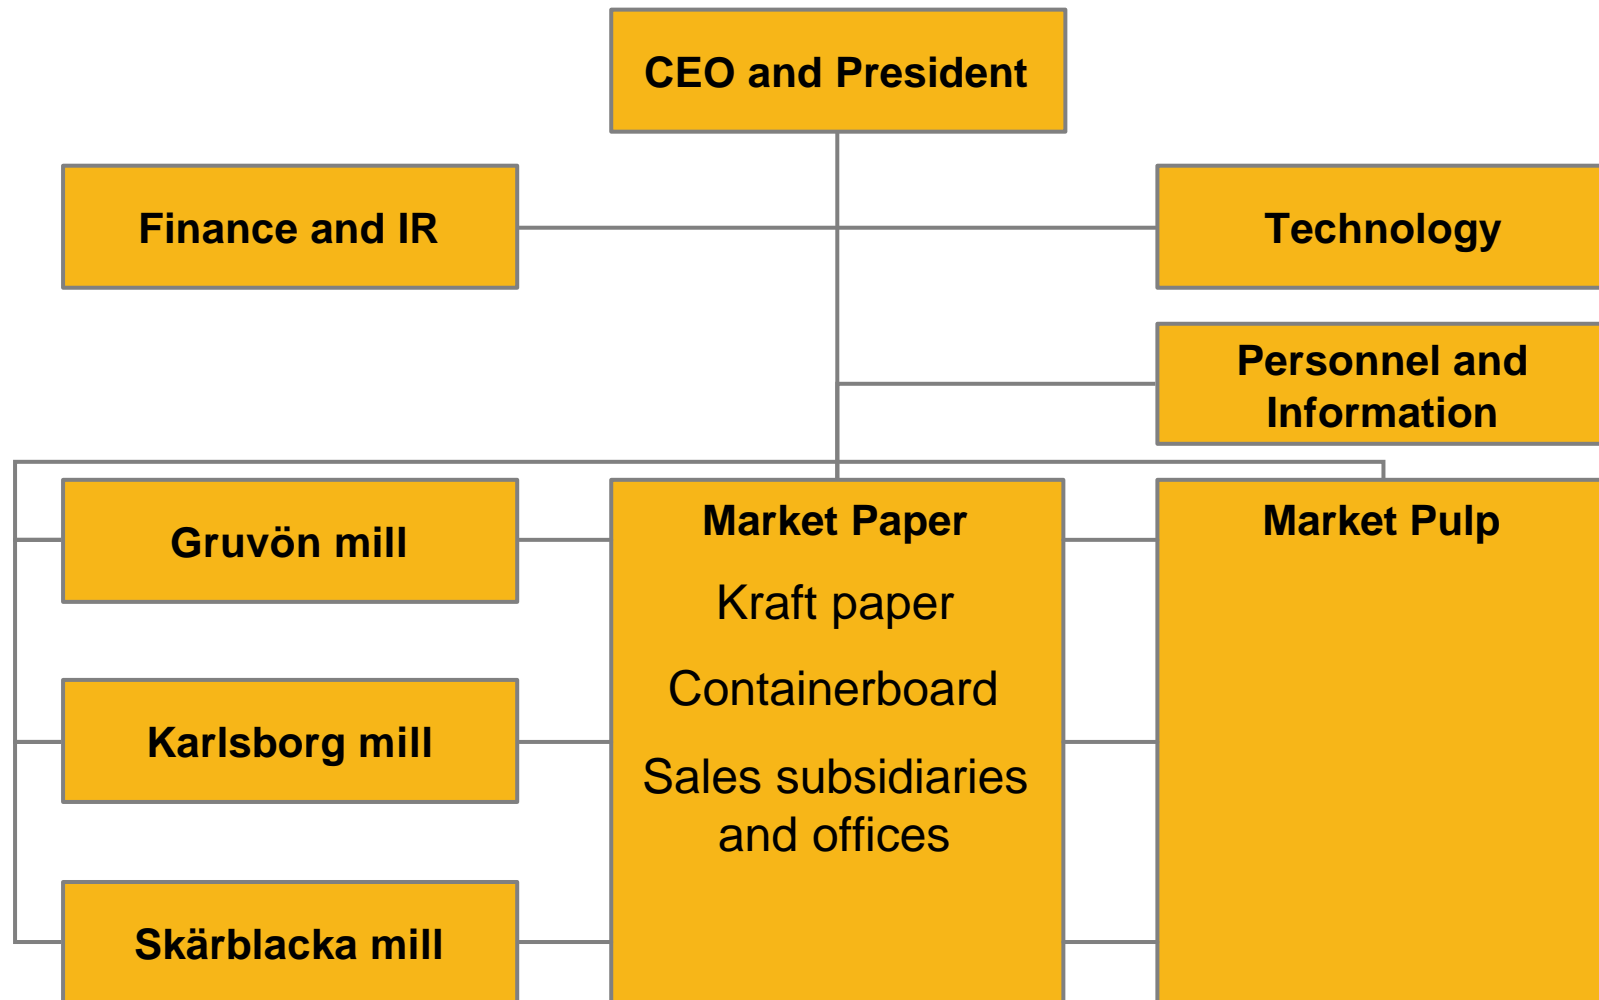 CEO and President
Finance and IR
Technology
Personnel and
Information
Gruvön mill
Market Paper
Market Pulp
Kraft paper
Containerboard
Karlsborg mill
Sales subsidiaries
and offices
Skärblacka mill